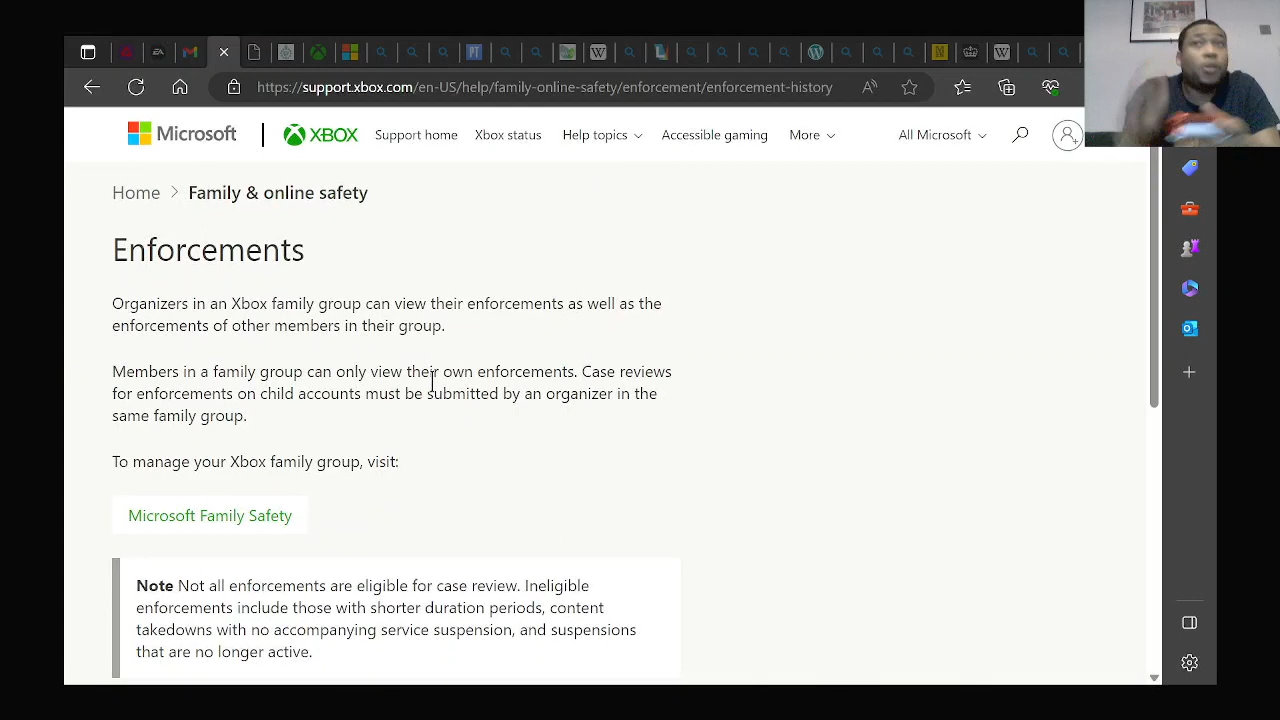 https://support.xbox.com/en-US/help/family-online-safety/enforcement/enforcement-history
Microsoft XBOX Support home Xbox status Help topics Accessible gaming More All Microsoft
Home Family & online safety
Enforcements
Organizers in an Xbox family group can view their enforcements as well as the
enforcements of other members in their group.
Members in a family group can only view their own enforcements. Case reviews
for enforcements on child accounts must be submitted by an organizer in the
same family group.
To manage your Xbox family group, visit:
Microsoft Family Safety
Note Not all enforcements are eligible for case review. Ineligible
enforcements include those with shorter duration periods, content
takedowns with no accompanying service suspension, and suspensions
that are no longer active.